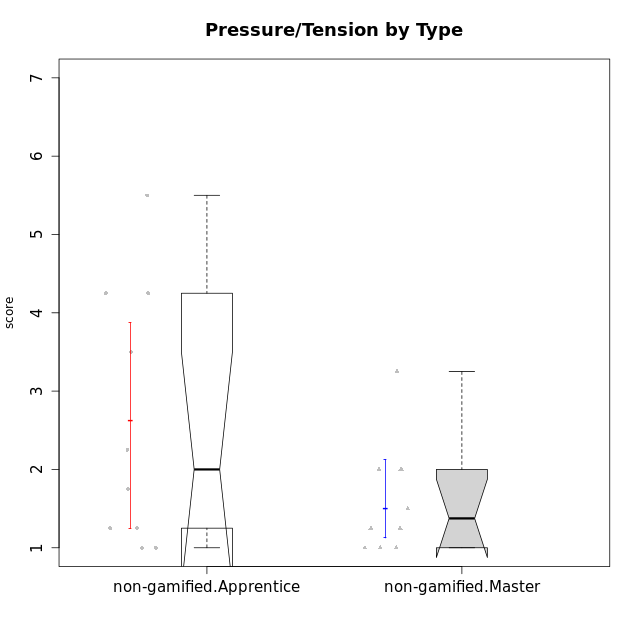 Pressure/Tension by Type
score
7
6
5
4
3
2
1
non-gamified.Apprentice
non-gamified.Master